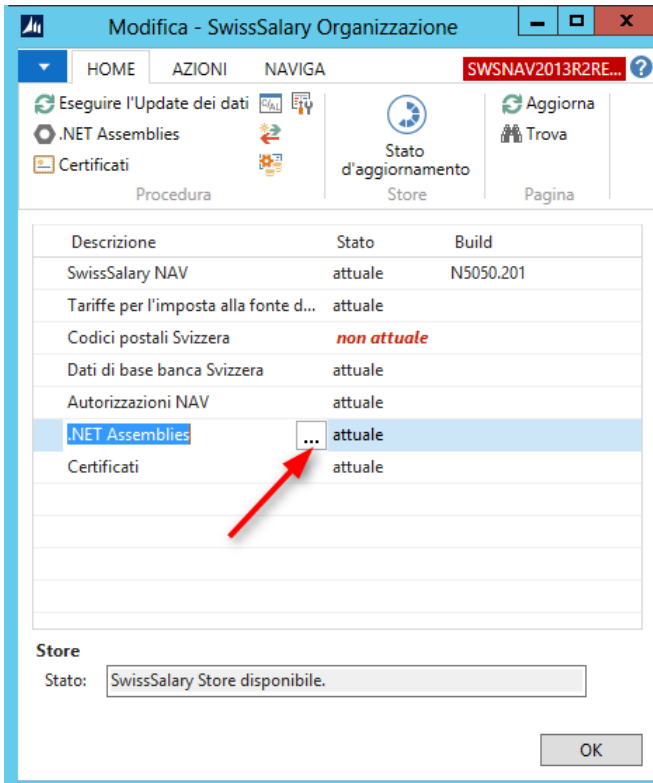 Modifica - SwissSalary Organizzazione
HOME AZIONI NAVIGA SWSNAV2013R2RE...
Eseguire l'Update dei dati
.NET Assemblies
Certificati
Procedura
Stato
d'aggiornamento
Store
Aggiorna
Trova
Pagina
Descrizione Stato Build
SwissSalary NAV attuale N5050.201
Tariffe per l'imposta alla fonte d... attuale
Codici postali Svizzera non attuale
Dati di base banca Svizzera attuale
Autorizzazioni NAV attuale
.NET Assemblies ... attuale
Certificati attuale
Store
Stato: SwissSalary Store disponibile.
OK